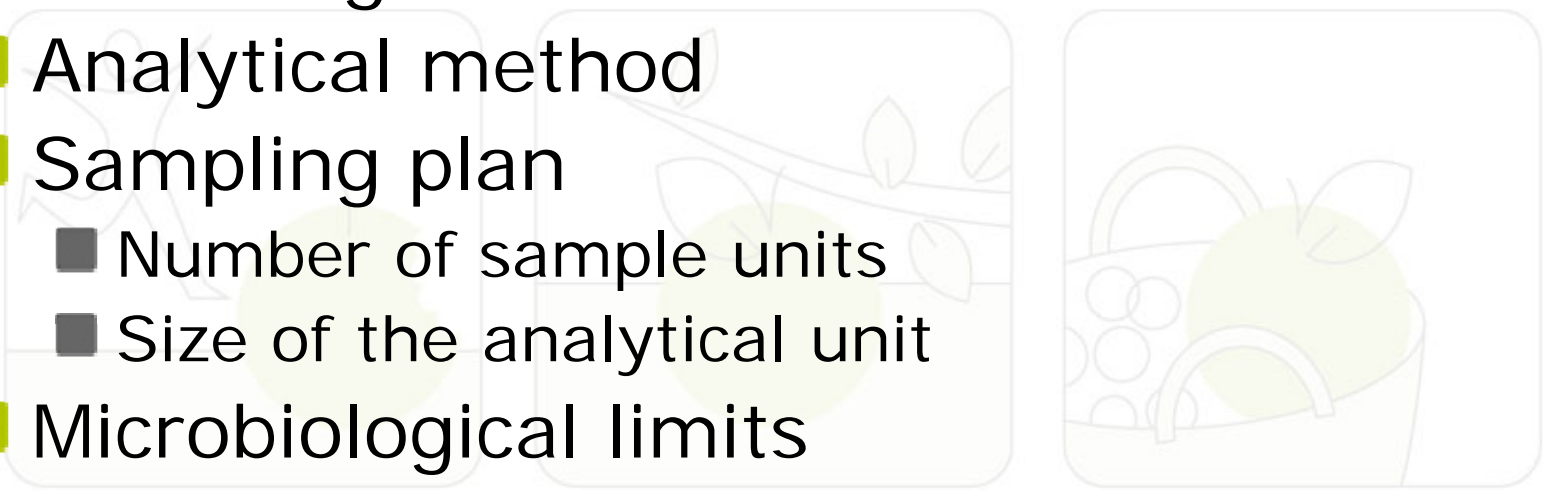 Analytical method
Sampling plan
Number of sample units
Size of the analytical unit
Microbiological limits